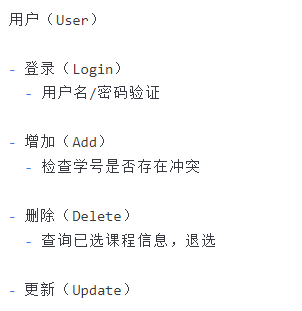 用户（User）
- 登录（Login）
- 用户名/密码验证
- 增加（Add）
- 检查学号是否存在冲突
- 删除（Delete）
- 查询已选课程信息，退选
- 更新（Update）